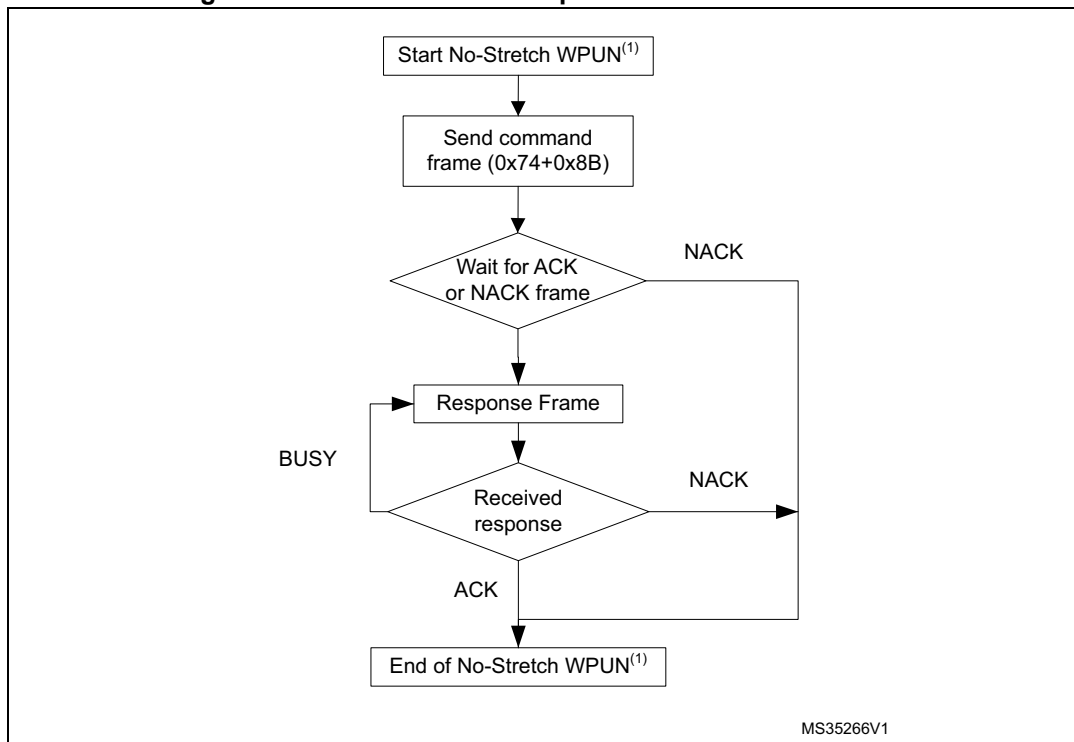 Start No-Stretch WPUN(1)
Send command
frame (0x74+0x8B)
Wait for ACK
or NACK frame
NACK
Response Frame
BUSY
Received
response
NACK
ACK
End of No-Stretch WPUN(1)
MS35266V1